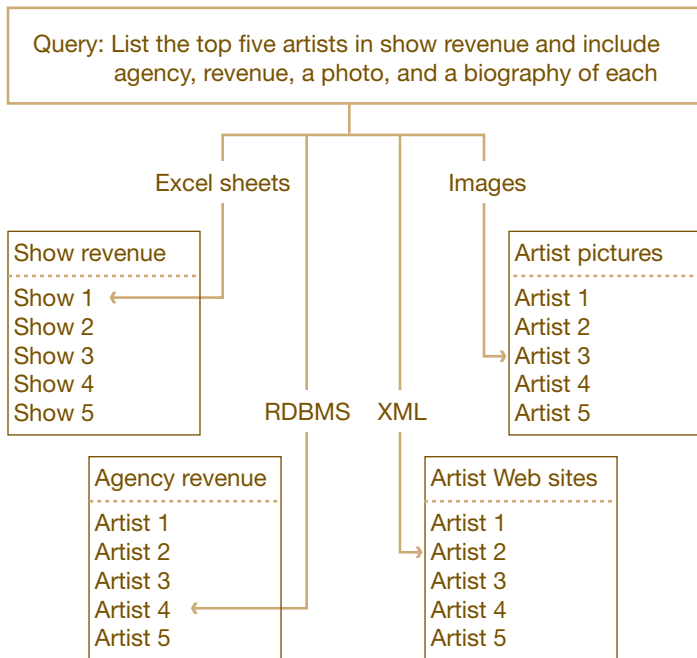 Query: List the top five artists in show revenue and include
agency, revenue, a photo, and a biography of each
Excel sheets
Images
Show revenue
Show 1
Show 2
Show 3
Show 4
Show 5
Artist pictures
Artist 1
Artist 2
Artist 3
Artist 4
Artist 5
RDBMS
XML
Agency revenue
Artist 1
Artist 2
Artist 3
Artist 4
Artist 5
Artist Web sites
Artist 1
Artist 2
Artist 3
Artist 4
Artist 5